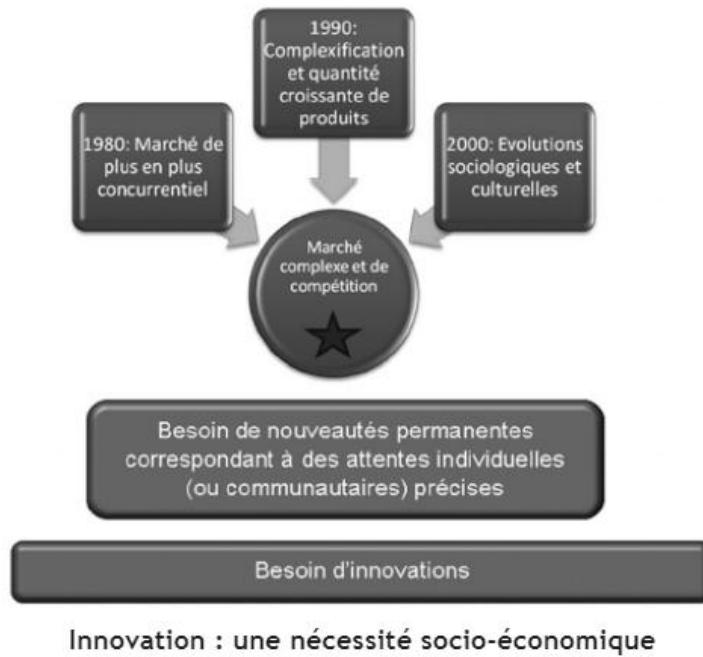 1990:
Complexification
et quantité
croissante de
produits
1980: Marché de
plus en plus
concurrentiel
2000: Evolutions
sociologiques et
culturelles
Marché
complexe et de
compétition
Besoin de nouveautés permanentes
correspondant à des attentes individuelles
(ou communautaires) précises
Besoin d'innovations
Innovation : une nécessité socio-économique